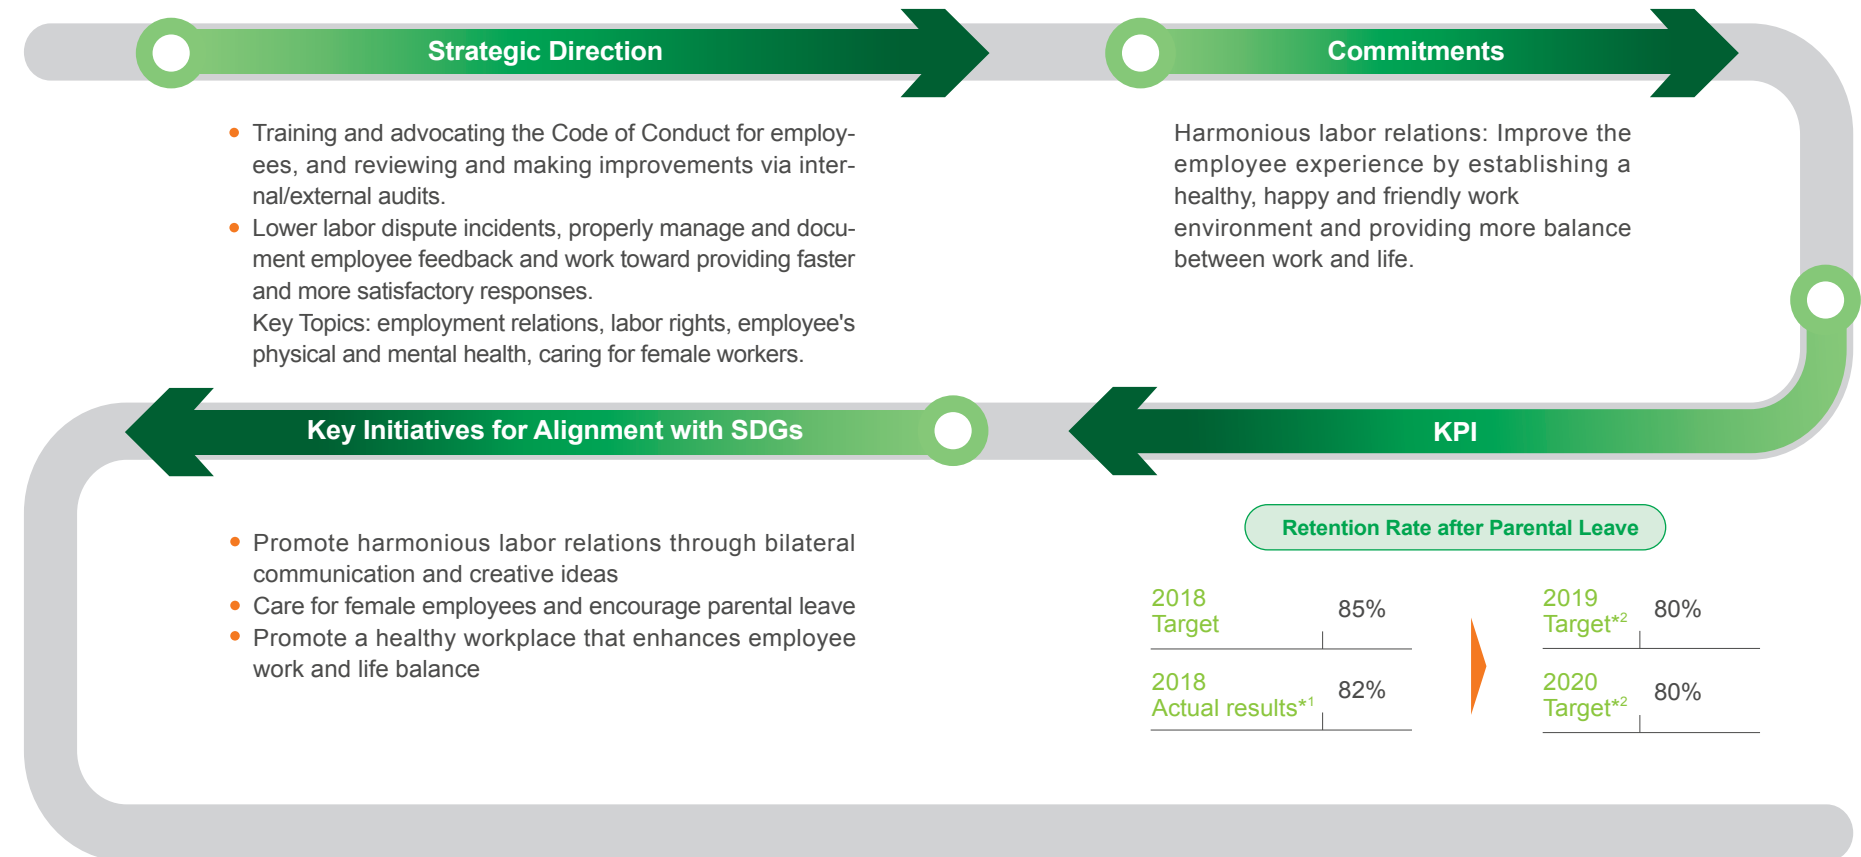 Strategic Direction
Training and advocating the Code of Conduct for employ-
ees, and reviewing and making improvements via inter-
nal/external audits.
Lower labor dispute incidents, properly manage and docu-
ment employee feedback and work toward providing faster
and more satisfactory responses.
Key Topics: employment relations, labor rights, employee's
physical and mental health, caring for female workers.
Commitments
Harmonious labor relations: Improve the
employee experience by establishing a
healthy, happy and friendly work
environment and providing more balance
between work and life.
KPI
Retention Rate after Parental Leave
2018
Target
85%
2018
Actual results*1
82%
2019
Target*2
80%
2020
Target*2
80%
Key Initiatives for Alignment with SDGs
Promote harmonious labor relations through bilateral
communication and creative ideas
Care for female employees and encourage parental leave
Promote a healthy workplace that enhances employee
work and life balance